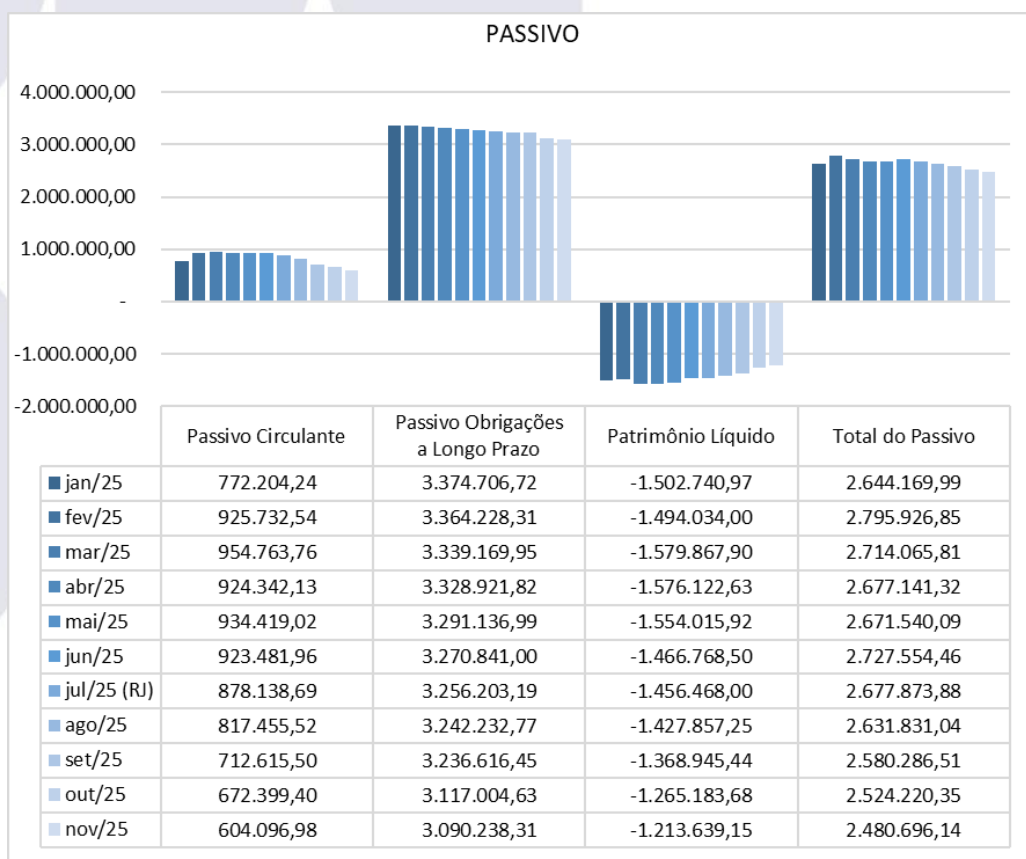 PASSIVO
4.000.000,00
3.000.000,00
2.000.000,00
1.000.000,00
-
-1.000.000,00
-2.000.000,00
Passivo Circulante Passivo Obrigações a Longo Prazo Patrimônio Líquido Total do Passivo
jan/25 772.204,24 3.374.706,72 -1.502.740,97 2.644.169,99
fev/25 925.732,54 3.364.228,31 -1.494.034,00 2.795.926,85
mar/25 954.763,76 3.339.169,95 -1.579.867,90 2.714.065,81
abr/25 924.342,13 3.328.921,82 -1.576.122,63 2.677.141,32
mai/25 934.419,02 3.291.136,99 -1.554.015,92 2.671.540,09
jun/25 923.481,96 3.270.841,00 -1.466.768,50 2.727.554,46
jul/25 (RJ) 878.138,69 3.256.203,19 -1.456.468,00 2.677.873,88
ago/25 817.455,52 3.242.232,77 -1.427.857,25 2.631.831,04
set/25 712.615,50 3.236.616,45 -1.368.945,44 2.580.286,51
out/25 672.399,40 3.117.004,63 -1.265.183,68 2.524.220,35
nov/25 604.096,98 3.090.238,31 -1.213.639,15 2.480.696,14